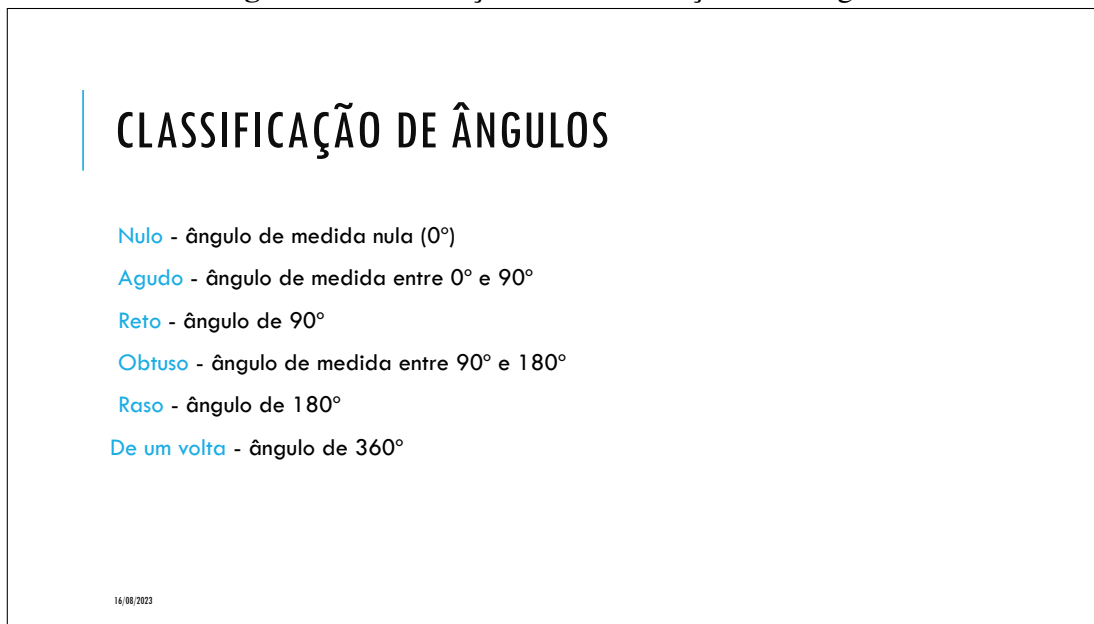 CLASSIFICAÇÃO DE ÂNGULOS
Nulo - ângulo de medida nula (0º)
Agudo - ângulo de medida entre 0º e 90º
Reto - ângulo de 90º
Obtuso - ângulo de medida entre 90º e 180º
Raso - ângulo de 180º
De um volta - ângulo de 360º
16/08/2023